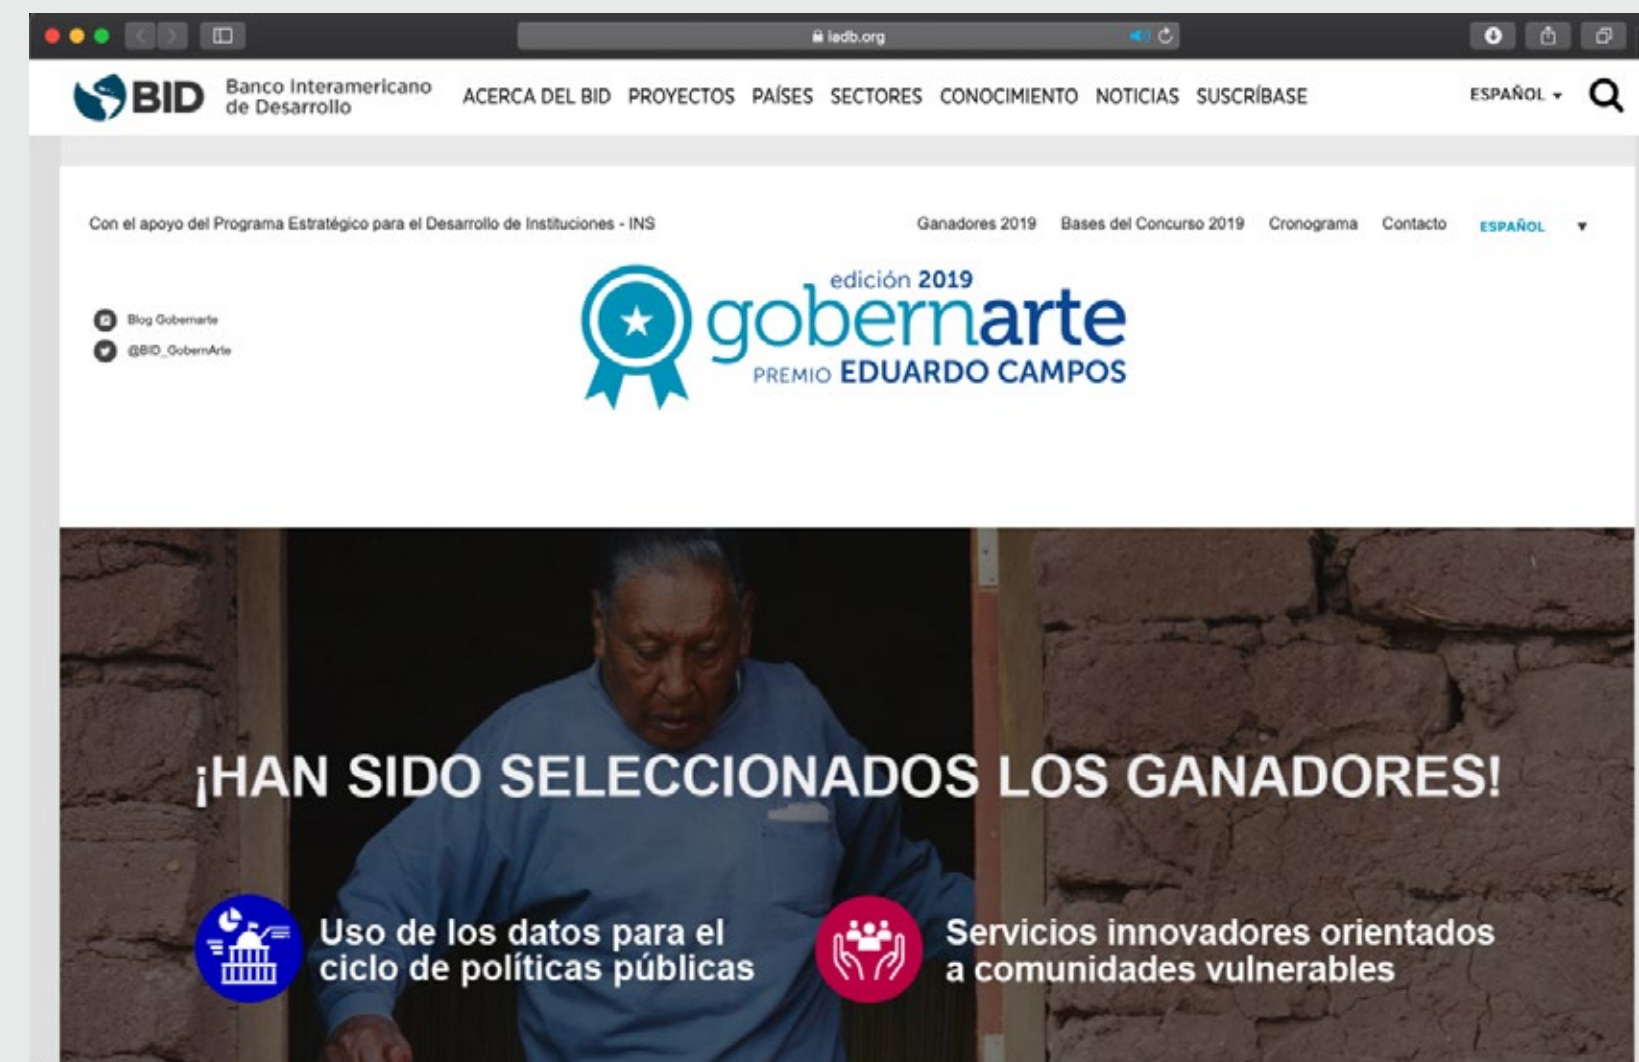 iadb.org
BID
Banco Interamericano
de Desarrollo
ACERCA DEL BID PROYECTOS PAÍSES SECTORES CONOCIMIENTO NOTICIAS SUSCRÍBASE
ESPAÑOL
Con el apoyo del Programa Estratégico para el Desarrollo de Instituciones - INS
Ganadores 2019 Bases del Concurso 2019 Cronograma Contacto ESPAÑOL
edición 2019
gobernarte
PREMIO EDUARDO CAMPOS
Blog Gobernarte
@BID_GobernArte
¡HAN SIDO SELECCIONADOS LOS GANADORES!
Uso de los datos para el
ciclo de políticas públicas
Servicios innovadores orientados
a comunidades vulnerables